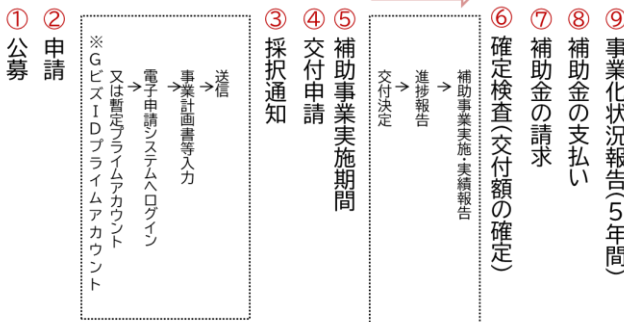 ①公募
②申請
※GビズIDプライムアカウント
又は暫定プライムアカウント
→電子申請システムへログイン
→事業計画書等入力
→送信
③採択通知
④交付申請
⑤補助事業実施期間
交付決定
→進捗報告
→補助事業実施・実績報告
⑥確定検査(交付額の確定)
⑦補助金の請求
⑧補助金の支払い
⑨事業化状況報告(5年間)